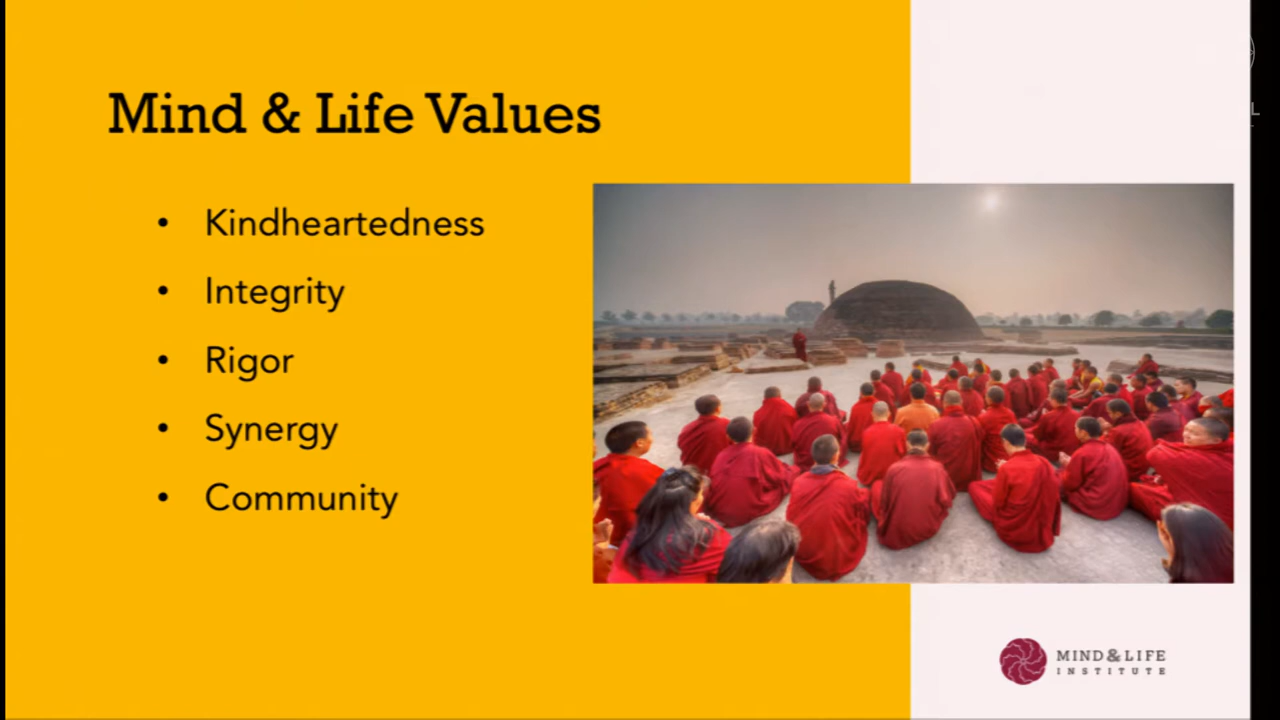 Mind & Life Values
• Kindheartedness
• Integrity
• Rigor
• Synergy
• Community
MIND&LIFE
INSTITUTE